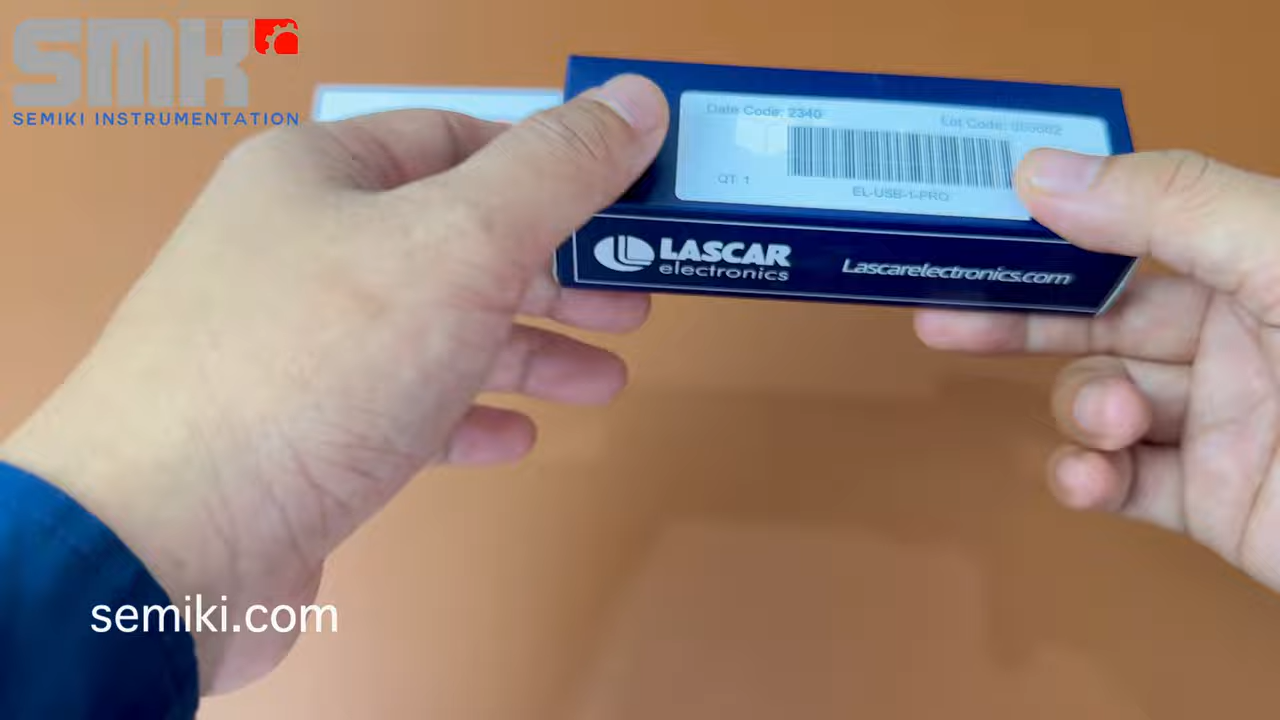 SMK
SEMIKI INSTRUMENTATION
Date Code: 2340
Lot Code:
QT: 1
EL-USB-1-PRO
LASCAR
electronics
Lascarelectronics.com
semiki.com